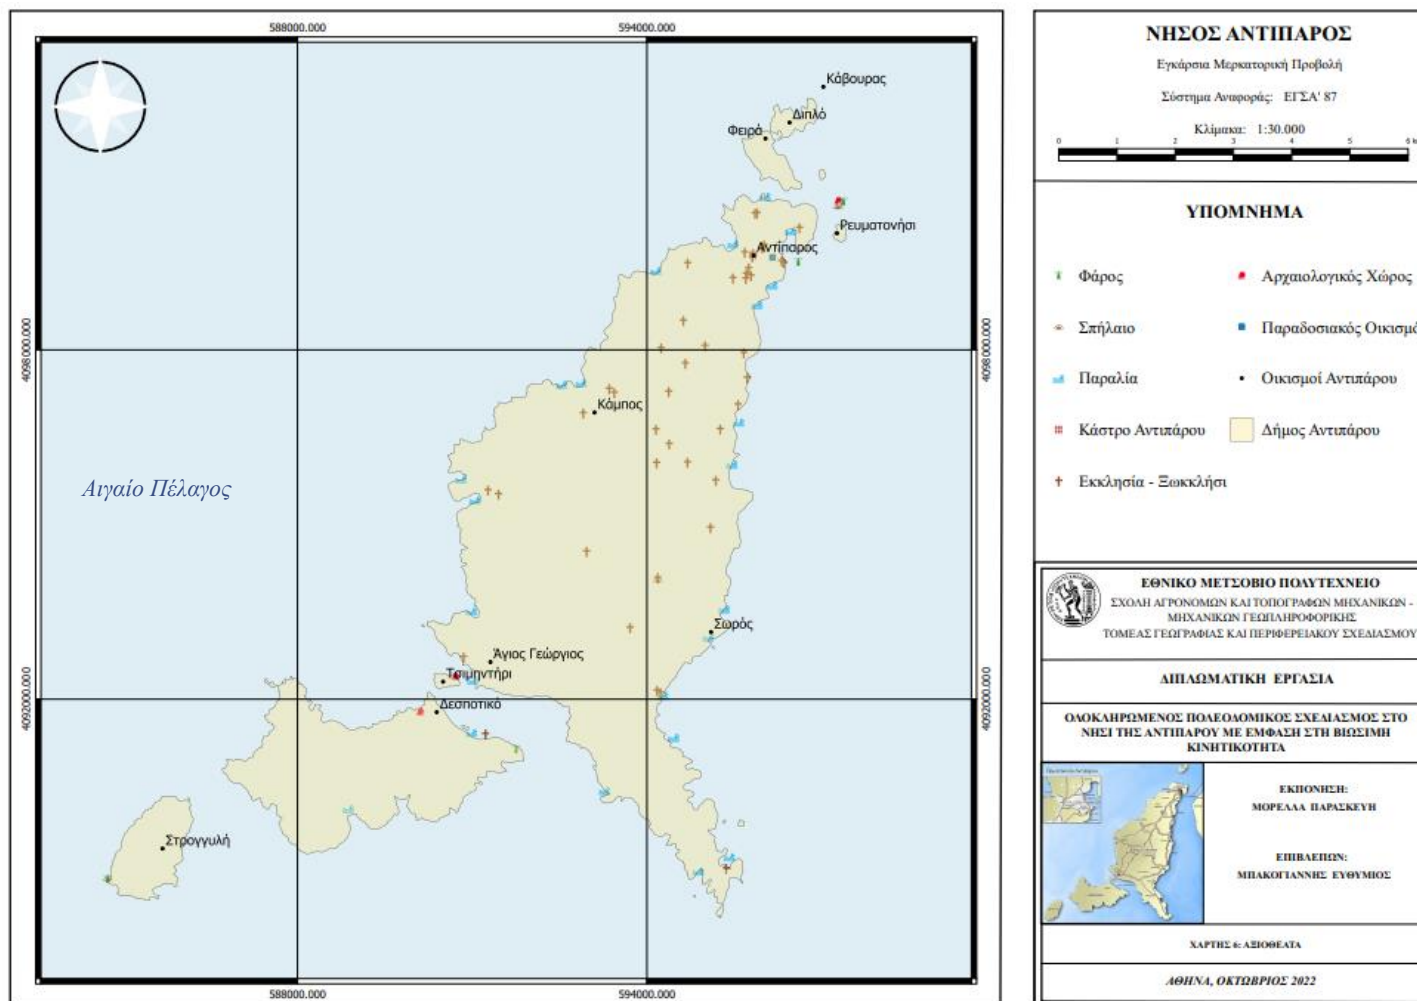 588000.000
594000.000
Κάβουρας
Διπλό
Φειρά
Ρευματονήσι
Αντίπαρος
4098000.000
4098000.000
Κάμπος
Αιγαίο Πέλαγος
Σωρός
Άγιος Γεώργιος
Τσιμηντήρι
4092000.000
4092000.000
Δεσποτικό
Στρογγυλή
588000.000
594000.000
ΝΗΣΟΣ ΑΝΤΙΠΑΡΟΣ
Εγκάρσια Μερκατορική Προβολή
Σύστημα Αναφοράς: ΕΓΣΑ' 87
Κλίμακα: 1:30.000
0 1 2 3 4 5 6 k
ΥΠΟΜΝΗΜΑ
Φάρος
Αρχαιολογικός Χώρος
Σπήλαιο
Παραδοσιακός Οικισμό
Παραλία
Οικισμοί Αντιπάρου
Κάστρο Αντιπάρου
Δήμος Αντιπάρου
Εκκλησία - Ξωκκλήσι
ΕΘΝΙΚΟ ΜΕΤΣΟΒΙΟ ΠΟΛΥΤΕΧΝΕΙΟ
ΣΧΟΛΗ ΑΓΡΟΝΟΜΩΝ ΚΑΙ ΤΟΠΟΓΡΑΦΩΝ ΜΗΧΑΝΙΚΩΝ -
ΜΗΧΑΝΙΚΩΝ ΓΕΩΠΛΗΡΟΦΟΡΙΚΗΣ
ΤΟΜΕΑΣ ΓΕΩΓΡΑΦΙΑΣ ΚΑΙ ΠΕΡΙΦΕΡΕΙΑΚΟΥ ΣΧΕΔΙΑΣΜΟΥ
ΔΙΠΛΩΜΑΤΙΚΗ ΕΡΓΑΣΙΑ
ΟΛΟΚΛΗΡΩΜΕΝΟΣ ΠΟΛΕΟΔΟΜΙΚΟΣ ΣΧΕΔΙΑΣΜΟΣ ΣΤΟ
ΝΗΣΙ ΤΗΣ ΑΝΤΙΠΑΡΟΥ ΜΕ ΕΜΦΑΣΗ ΣΤΗ ΒΙΩΣΙΜΗ
ΚΙΝΗΤΙΚΟΤΗΤΑ
ΕΚΠΟΝΗΣΗ:
ΜΟΡΕΛΛΑ ΠΑΡΑΣΚΕΥΗ
ΕΠΙΒΛΕΠΩΝ:
ΜΠΑΚΟΓΙΑΝΝΗΣ ΕΥΘΥΜΙΟΣ
ΧΑΡΤΗΣ 6: ΑΞΙΟΘΕΑΤΑ
ΑΘΗΝΑ, ΟΚΤΩΒΡΙΟΣ 2022